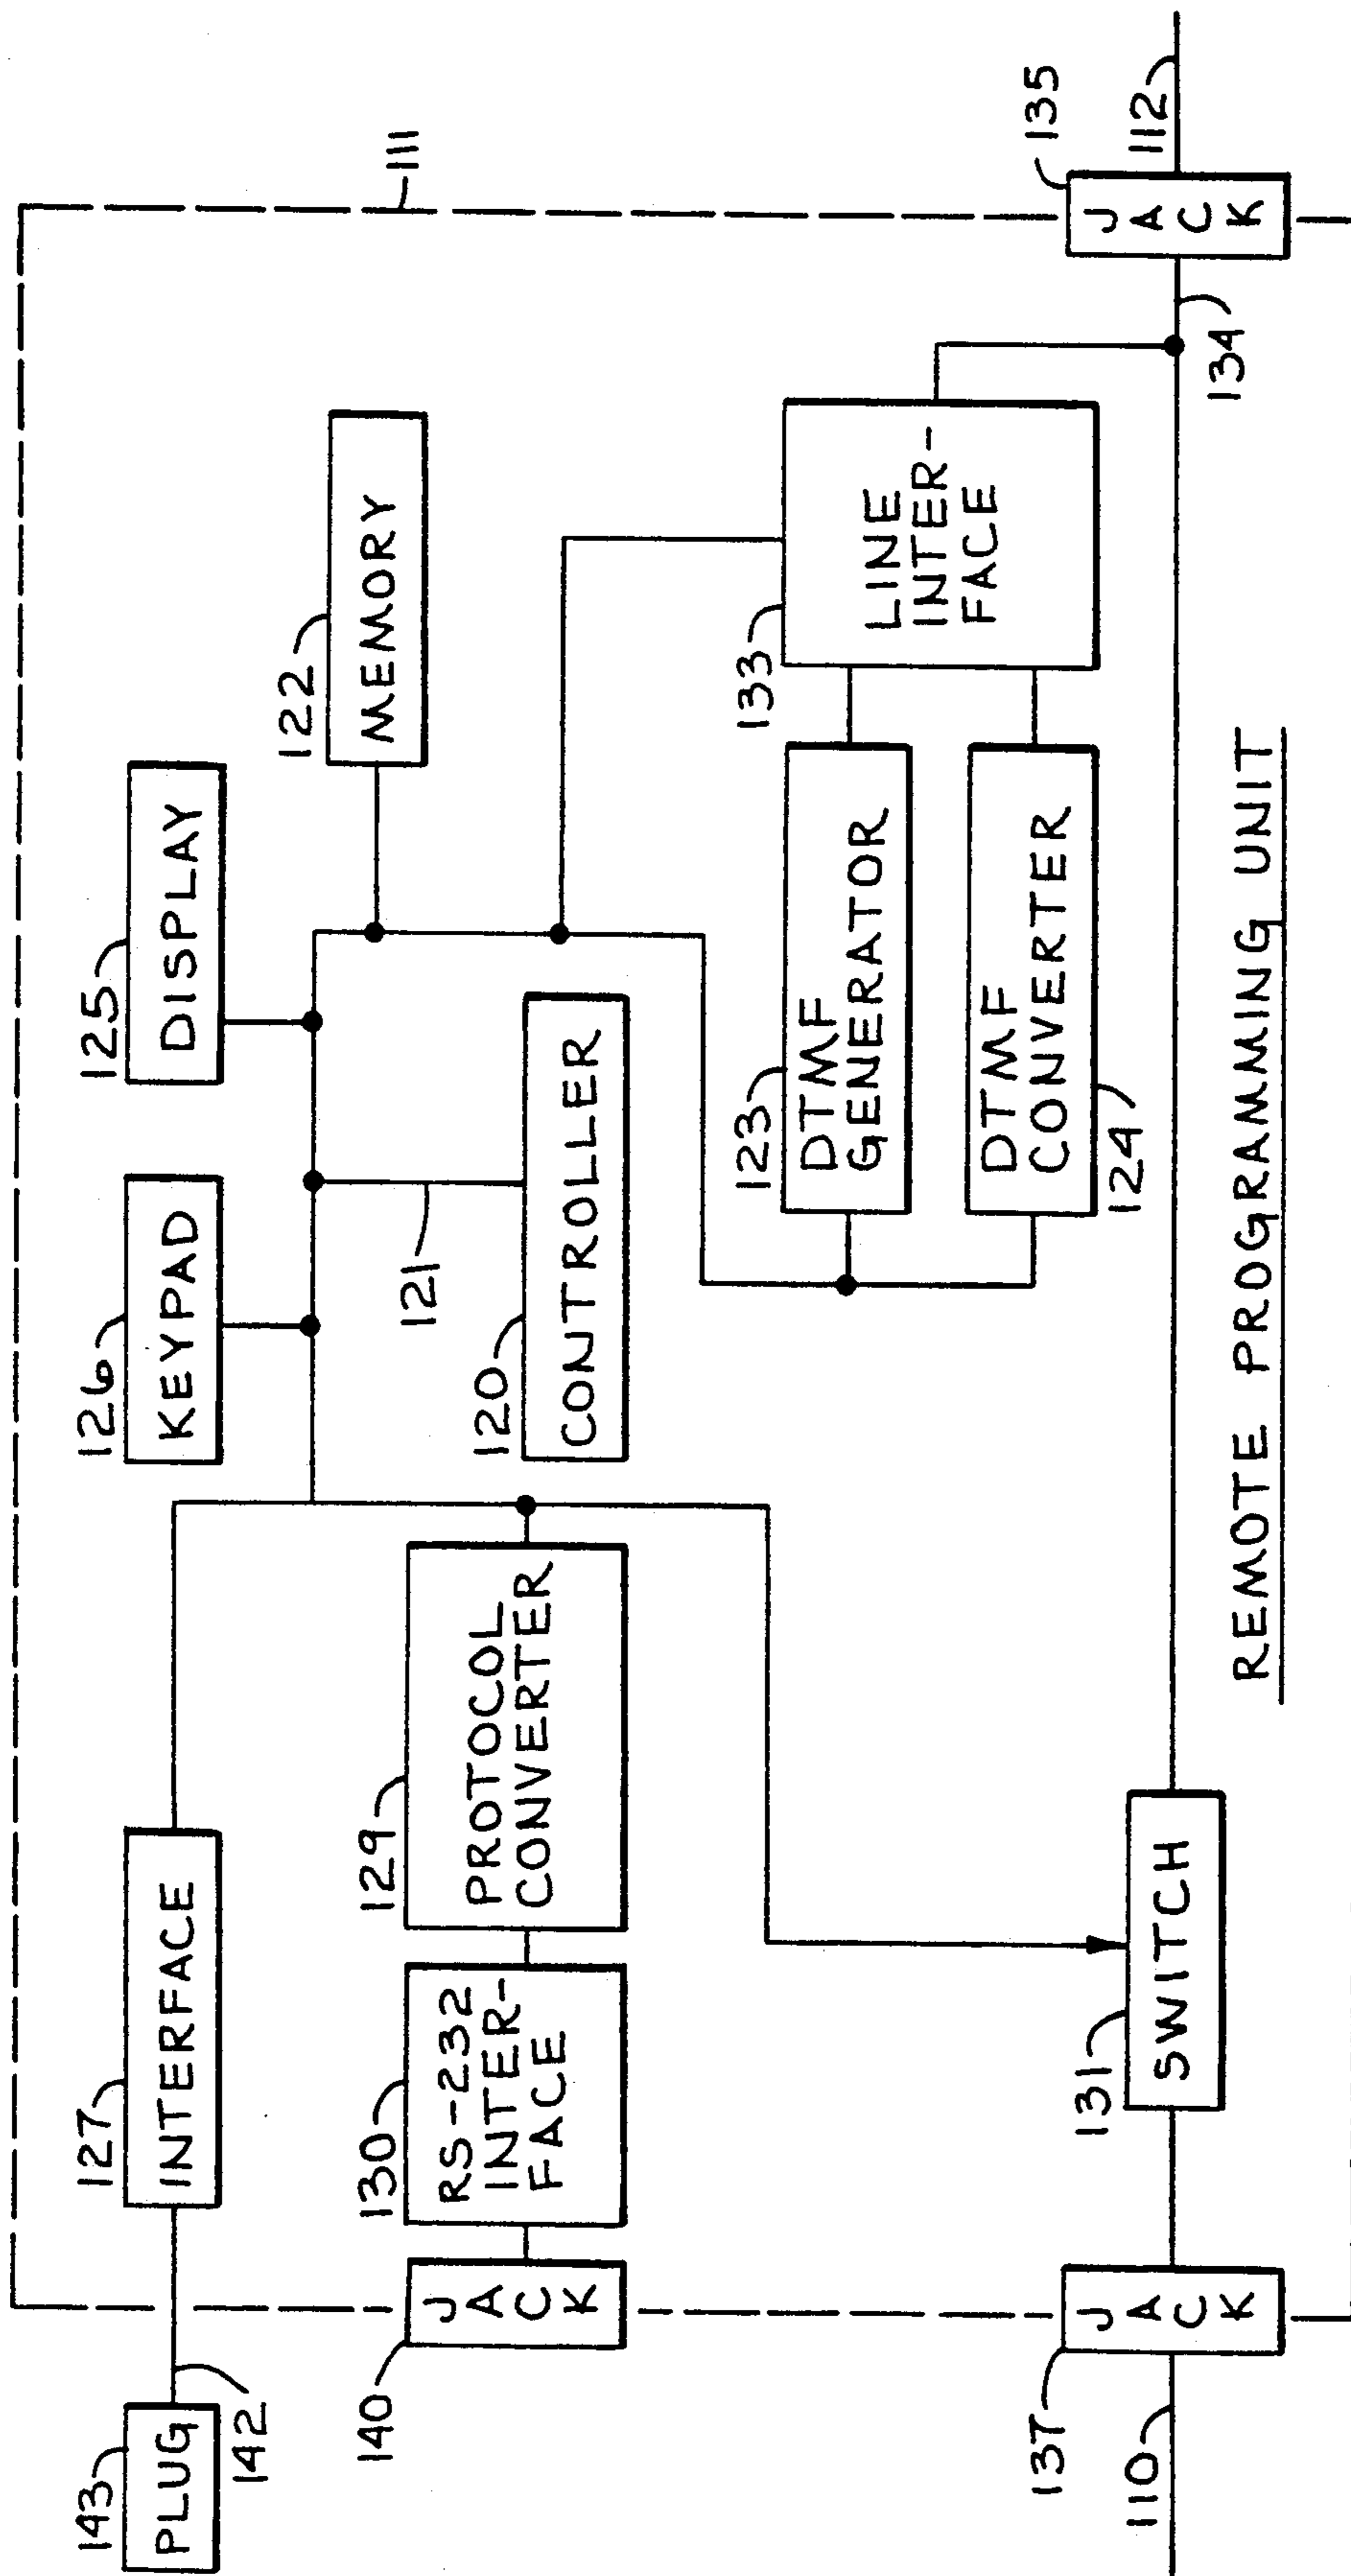 111
143
PLUG
142
127
INTERFACE
126
KEYPAD
125
DISPLAY
122
MEMORY
121
120
CONTROLLER
140
JACK
130
RS-232
INTER-
FACE
129
PROTOCOL
CONVERTER
123
DTMF
GENERATOR
124
DTMF
CONVERTER
133
LINE
INTER-
FACE
137
JACK
110
131
SWITCH
134
135
JACK
112
REMOTE PROGRAMMING UNIT